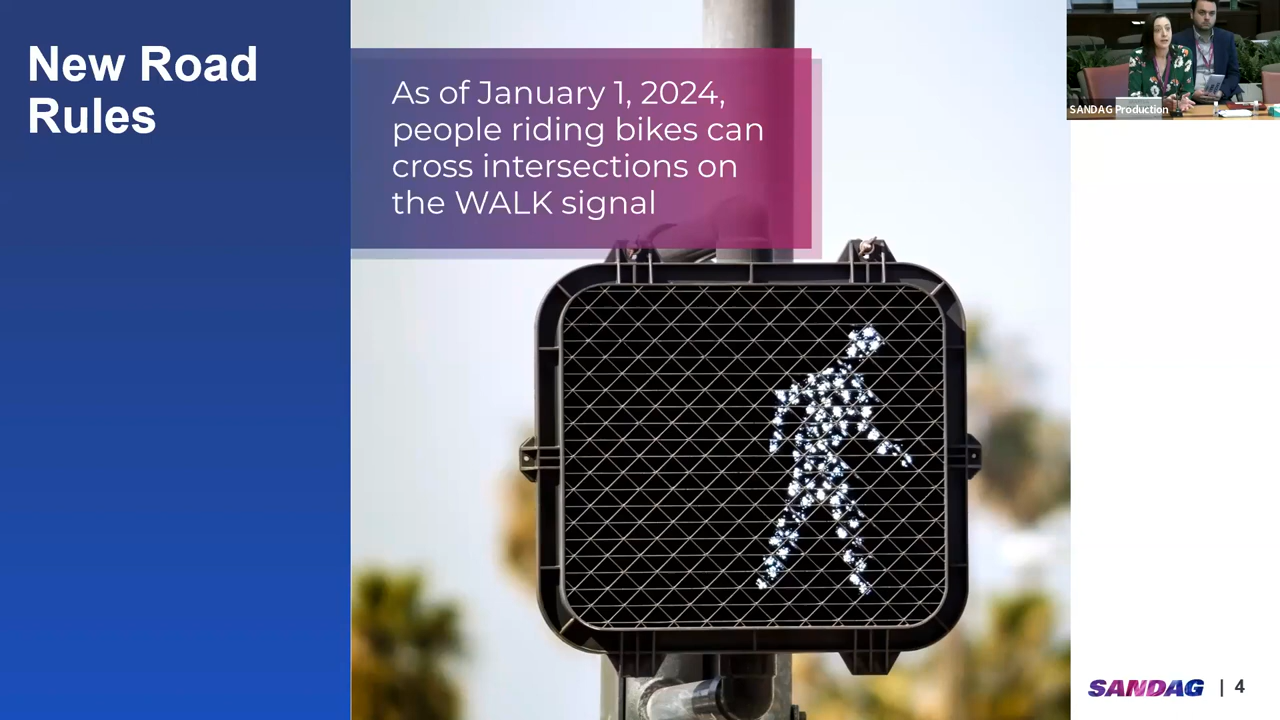 New Road
Rules
As of January 1, 2024,
people riding bikes can
cross intersections on
the WALK signal
SANDAG Production
SANDAG | 4